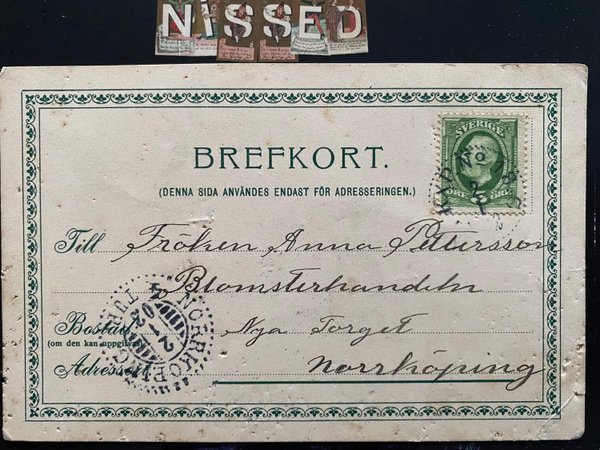 NISSED
BREFKORT.
(DENNA SIDA ANVÄNDES ENDAST FÖR ADRESSERINGEN.)
SVERIGE
Till Fröken Anna Pettersson
Blomsterhandeln
Bostad Nya Torget
(om den kan uppgifvas)
Adressort Norrköping
NORRKÖPING